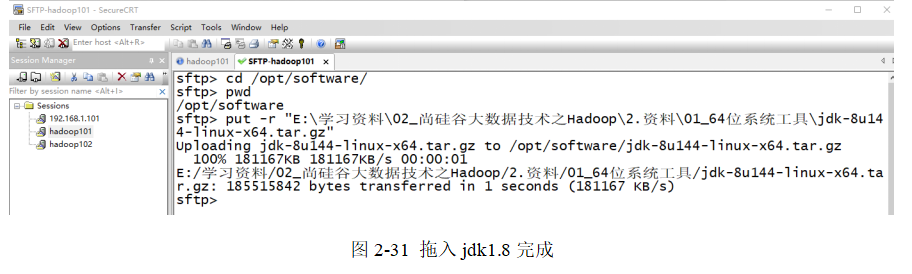 SFTP-hadoop101 - SecureCRT
File Edit View Options Transfer Script Tools Window Help
Enter host <Alt+R>
Session Manager
hadoop101
SFTP-hadoop101
Filter by session name <Alt+I>
Sessions
192.168.1.101
hadoop101
hadoop102
sftp> cd /opt/software/
sftp> pwd
/opt/software
sftp> put -r "E:\学习资料\02_尚硅谷大数据技术之Hadoop\2.资料\01_64位系统工具\jdk-8u14
4-linux-x64.tar.gz"
Uploading jdk-8u144-linux-x64.tar.gz to /opt/software/jdk-8u144-linux-x64.tar.gz
100% 181167KB 181167KB/s 00:00:01
E:/学习资料/02_尚硅谷大数据技术之Hadoop/2.资料/01_64位系统工具/jdk-8u144-linux-x64.ta
r.gz: 185515842 bytes transferred in 1 seconds (181167 KB/s)
sftp>
图 2-31 拖入 jdk1.8 完成